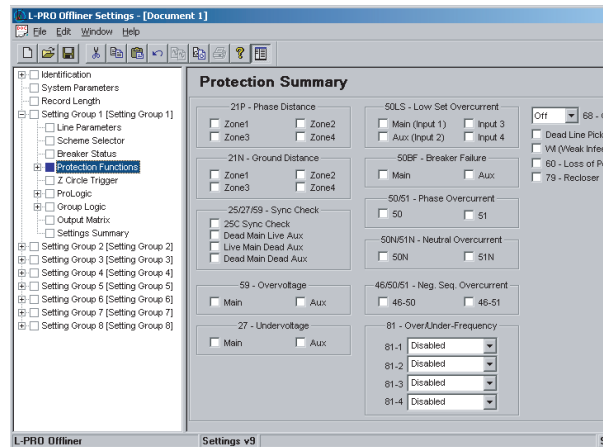 L-PRO Offliner Settings - [Document 1]
File Edit Window Help
Identification
System Parameters
Record Length
Setting Group 1 [Setting Group 1]
Line Parameters
Scheme Selector
Breaker Status
Protection Functions
Z Circle Trigger
ProLogic
Group Logic
Output Matrix
Settings Summary
Setting Group 2 [Setting Group 2]
Setting Group 3 [Setting Group 3]
Setting Group 4 [Setting Group 4]
Setting Group 5 [Setting Group 5]
Setting Group 6 [Setting Group 6]
Setting Group 7 [Setting Group 7]
Setting Group 8 [Setting Group 8]
Protection Summary
21P - Phase Distance
Zone1 Zone2
Zone3 Zone4
21N - Ground Distance
Zone1 Zone2
Zone3 Zone4
25/27/59 - Sync Check
25C Sync Check
Dead Main Live Aux
Live Main Dead Aux
Dead Main Dead Aux
59 - Overvoltage
Main Aux
27 - Undervoltage
Main Aux
50LS - Low Set Overcurrent
Main (Input 1) Input 3
Aux (Input 2) Input 4
50BF - Breaker Failure
Main Aux
50/51 - Phase Overcurrent
50 51
50N/51N - Neutral Overcurrent
50N 51N
46/50/51 - Neg. Seq. Overcurrent
46-50 46-51
81 - Over/Under-Frequency
81-1 Disabled
81-2 Disabled
81-3 Disabled
81-4 Disabled
Off 68 -
Dead Line
WI (Weak
60 - Loss of
79 - Recloser
L-PRO Offliner Settings v9